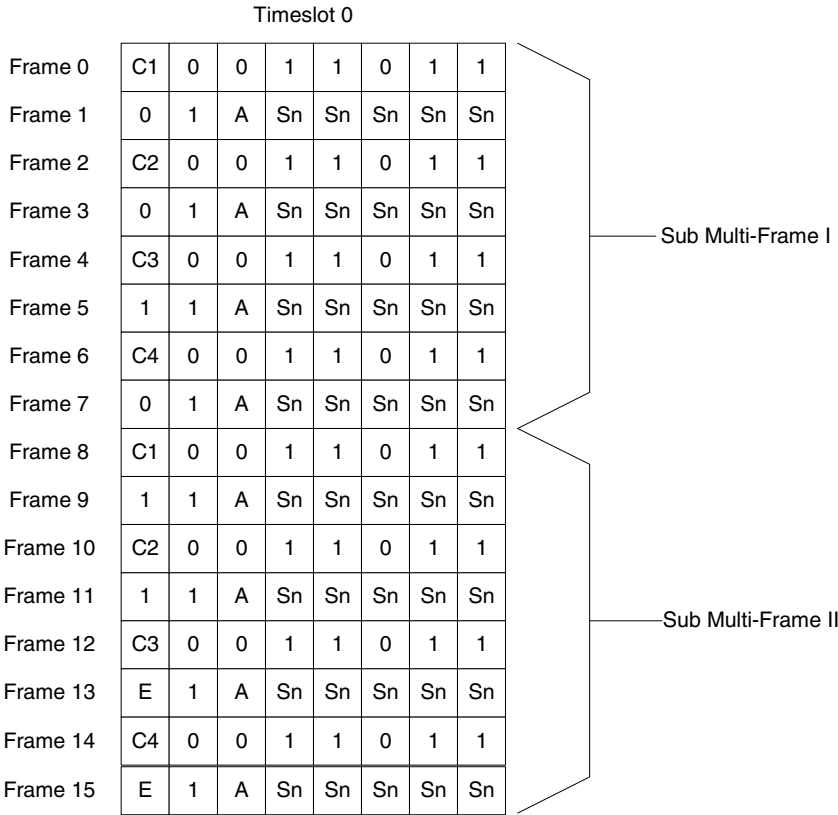 Timeslot 0
Frame 0 C1 0 0 1 1 0 1 1
Frame 1 0 1 A Sn Sn Sn Sn Sn
Frame 2 C2 0 0 1 1 0 1 1
Frame 3 0 1 A Sn Sn Sn Sn Sn
Sub Multi-Frame I
Frame 4 C3 0 0 1 1 0 1 1
Frame 5 1 1 A Sn Sn Sn Sn Sn
Frame 6 C4 0 0 1 1 0 1 1
Frame 7 0 1 A Sn Sn Sn Sn Sn
Frame 8 C1 0 0 1 1 0 1 1
Frame 9 1 1 A Sn Sn Sn Sn Sn
Frame 10 C2 0 0 1 1 0 1 1
Frame 11 1 1 A Sn Sn Sn Sn Sn
Sub Multi-Frame II
Frame 12 C3 0 0 1 1 0 1 1
Frame 13 E 1 A Sn Sn Sn Sn Sn
Frame 14 C4 0 0 1 1 0 1 1
Frame 15 E 1 A Sn Sn Sn Sn Sn